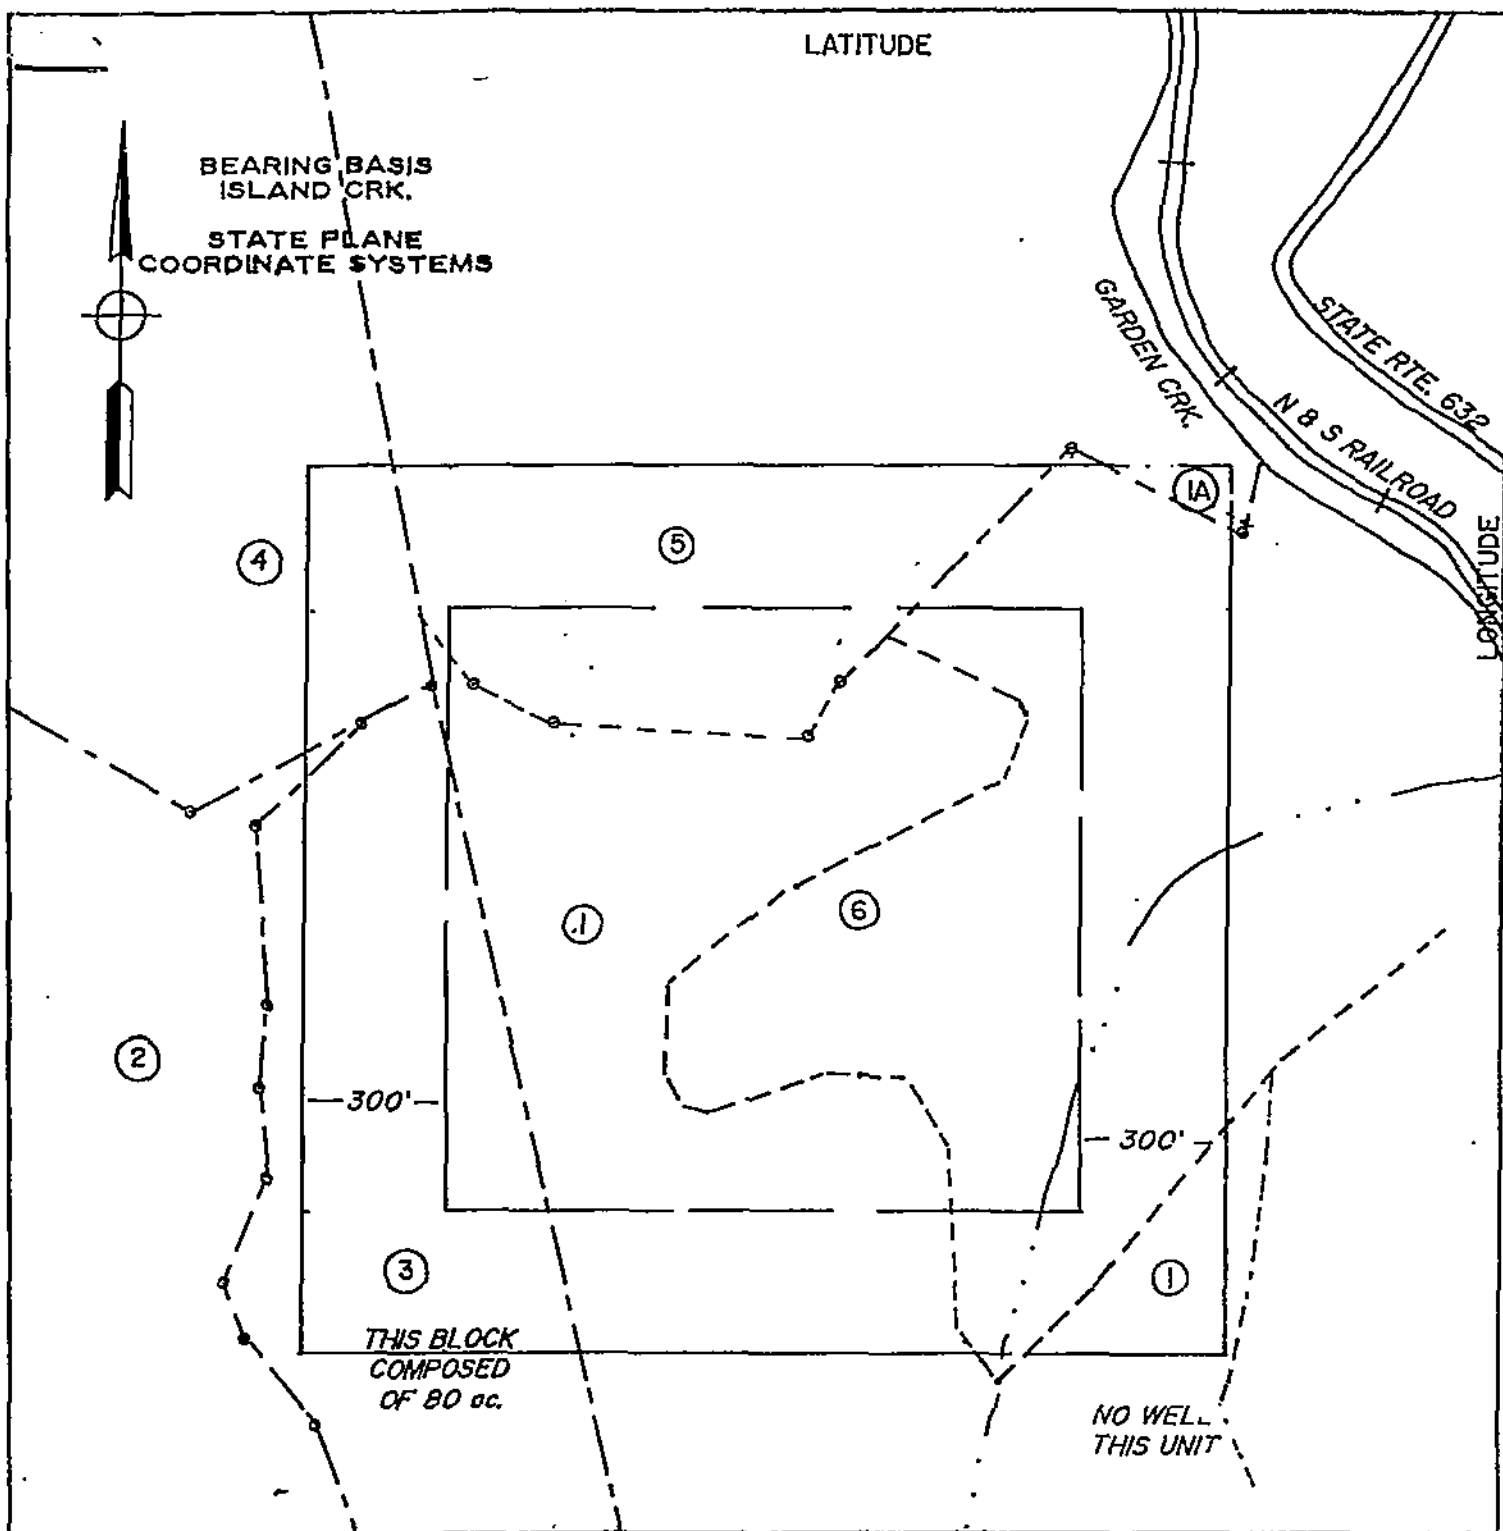 LATITUDE
BEARING BASIS
ISLAND CRK.
STATE PLANE
COORDINATE SYSTEMS
GARDEN CRK.
STATE RTE. 632
N & S RAILROAD
LONGITUDE
1A
4
5
1
6
2
300'
300'
3
1
THIS BLOCK
COMPOSED
OF 80 ac.
NO WELL
THIS UNIT